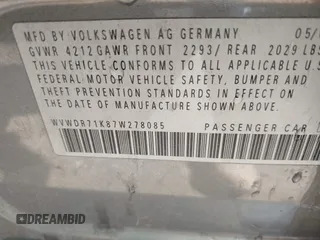 MFD BY VOLKSWAGEN AG GERMANY 05/
GVWR 4212 GAWR FRONT 2293/ REAR 2029 LBS
THIS VEHICLE CONFORMS TO ALL APPLICABLE U
FEDERAL MOTOR VEHICLE SAFETY, BUMPER AND
THEFT PREVENTION STANDARDS IN EFFECT ON
DATE OF MANUFACTURE SHOWN ABOVE
WVWDR71K87W278085 PASSENGER CAR
DREAMBID